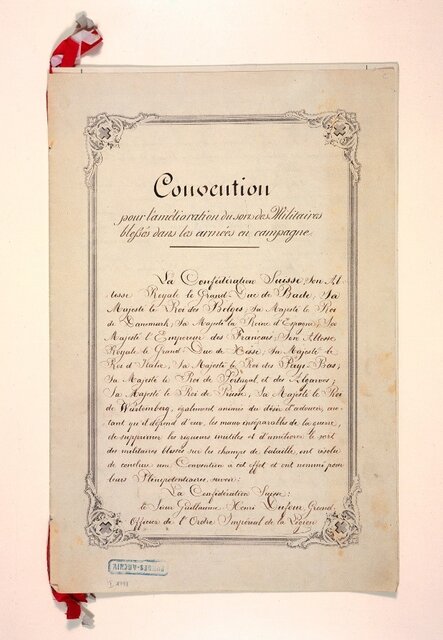 Convention
pour l'amélioration du sort des Militaires
blessés dans les armées en campagne
La Confédération Suisse; Son Al-
tesse Royale le Grand-Duc de Bade; Sa
Majesté le Roi des Belges; Sa Majesté le Roi
de Danemark; Sa Majesté la Reine d'Espagne; Sa
Majesté l'Empereur des Français; Son Altesse
Royale le Grand-Duc de Hesse; Sa Majesté le
Roi d'Italie; Sa Majesté le Roi des Pays-Bas;
Sa Majesté le Roi de Portugal et des Algarves;
Sa Majesté le Roi de Prusse; Sa Majesté le Roi
de Würtemberg, également animés du désir d'adoucir, au-
tant qu'il dépend d'eux, les maux inséparables de la guerre,
de supprimer les rigueurs inutiles et d'améliorer le sort
des militaires blessés sur les champs de bataille, ont résolu
de conclure une Convention à cet effet et ont nommé pour
leurs Plénipotentiaires, savoir:
La Confédération Suisse:
le Sieur Guillaume Henri Dufour, Grand
Officier de l'Ordre Impérial de la Légion
BUNDES-ARCHIV